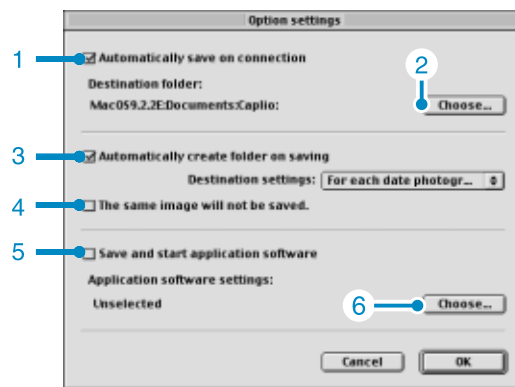 Option settings
1 Automatically save on connection
2
Destination folder:
MacOS9.2.2E:Documents:Caplio: Choose...
3 Automatically create folder on saving
Destination settings: For each date photogr...
4 The same image will not be saved.
5 Save and start application software
Application software settings:
Unselected 6 Choose...
Cancel OK